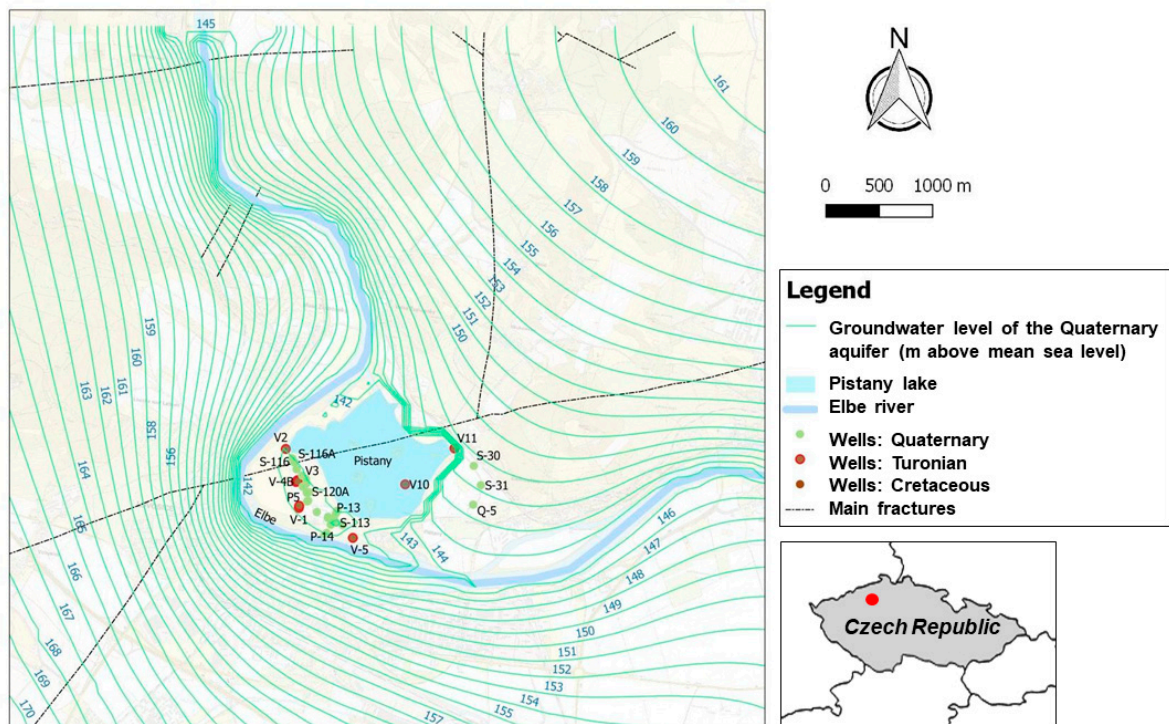 145
161
160
159
158
157
156
155
154
153
152
151
150
159
160
161
162
163
158
156
164
165
166
167
168
169
170
142
142
V2
S-116A
S-116
V3
V-4B
P5
V-1
S-120A
P-13
S-113
P-14
V-5
Pistany
V10
V11
S-30
S-31
Q-5
Elbe
143
144
146
147
148
149
150
151
152
153
154
155
157
N
0 500 1000 m
Legend
Groundwater level of the Quaternary
aquifer (m above mean sea level)
Pistany lake
Elbe river
Wells: Quaternary
Wells: Turonian
Wells: Cretaceous
Main fractures
Czech Republic